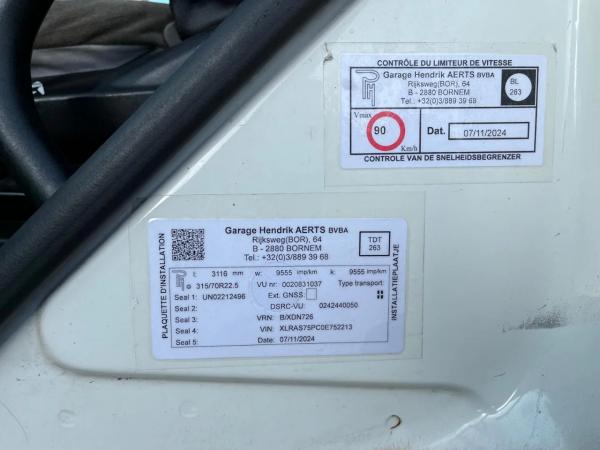 CONTRÔLE DU LIMITEUR DE VITESSE
Garage Hendrik AERTS BVBA
Rijksweg(BOR), 64
B - 2880 BORNEM
Tel.: +32(0)3/889 39 68
BL
263
Vmax
90
Km/h
Dat. 07/11/2024
CONTROLE VAN DE SNELHEIDSBEGRENZER
PLAQUETTE D'INSTALLATION
Garage Hendrik AERTS BVBA
Rijksweg(BOR), 64
B - 2880 BORNEM
Tel.: +32(0)3/889 39 68
TDT
263
INSTALLATIEPLAATJE
l: 3116 mm w: 9555 imp/km k: 9555 imp/km
315/70R22.5 VU nr: 0020831037 Type transport:
Seal 1: UN02212496 Ext. GNSS
Seal 2: DSRC-VU: 0242440050
Seal 3: VRN: B/XDN726
Seal 4: VIN: XLRAS75PC0E752213
Seal 5: Date: 07/11/2024